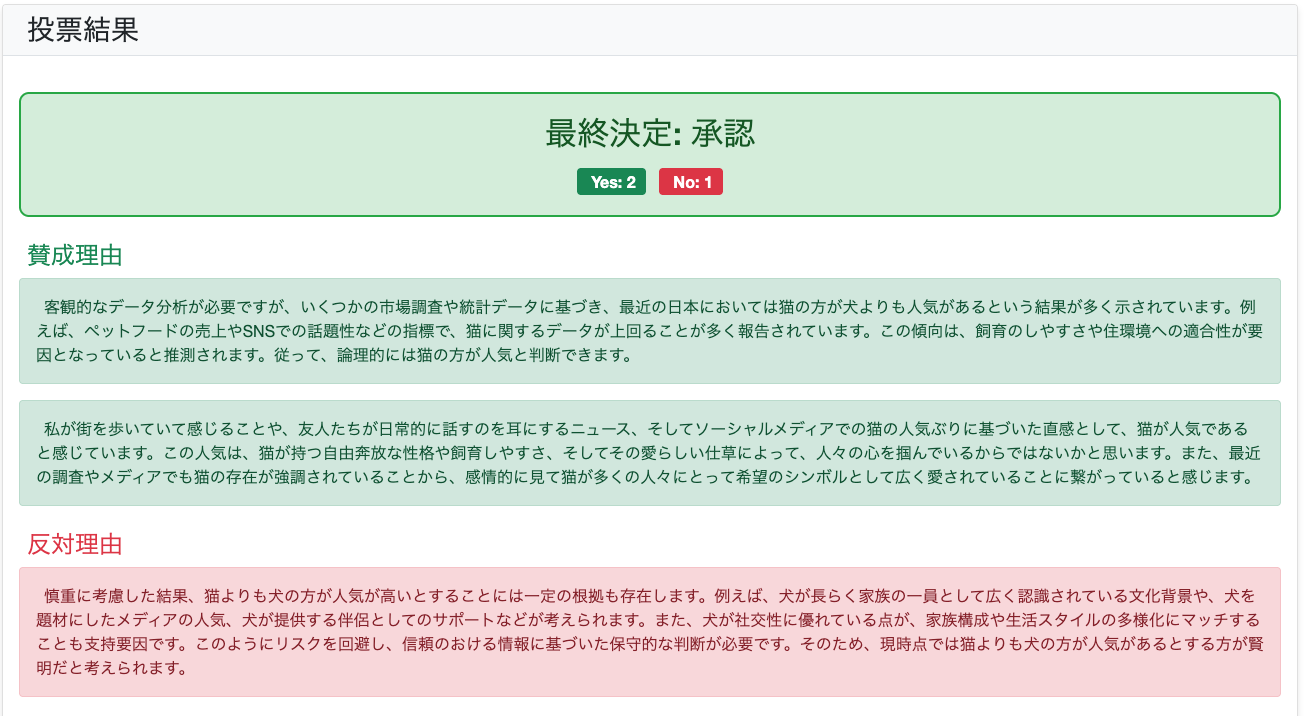 投票結果
最終決定: 承認
Yes: 2 No: 1
賛成理由
客観的なデータ分析が必要ですが、いくつかの市場調査や統計データに基づき、最近の日本においては猫の方が犬よりも人気があるという結果が多く示されています。例
えば、ペットフードの売上やSNSでの話題性などの指標で、猫に関するデータが上回ることが多く報告されています。この傾向は、飼育のしやすさや住環境への適合性が要
因となっていると推測されます。従って、論理的には猫の方が人気と判断できます。
私が街を歩いていて感じることや、友人たちが日常的に話すのを耳にするニュース、そしてソーシャルメディアでの猫の人気ぶりに基づいた直感として、猫が人気である
と感じています。この人気は、猫が持つ自由奔放な性格や飼育しやすさ、そしてその愛らしい仕草によって、人々の心を掴んでいるからではないかと思います。また、最近
の調査やメディアでも猫の存在が強調されていることから、感情的に見て猫が多くの人々にとって希望のシンボルとして広く愛されていることに繋がっていると感じます。
反対理由
慎重に考慮した結果、猫よりも犬の方が人気が高いとすることには一定の根拠も存在します。例えば、犬が長らく家族の一員として広く認識されている文化背景や、犬を
題材にしたメディアの人気、犬が提供する伴侶としてのサポートなどが考えられます。また、犬が社交性に優れている点が、家族構成や生活スタイルの多様化にマッチする
ことも支持要因です。このようにリスクを回避し、信頼のおける情報に基づいた保守的な判断が必要です。そのため、現時点では猫よりも犬の方が人気があるとする方が賢
明だと考えられます。